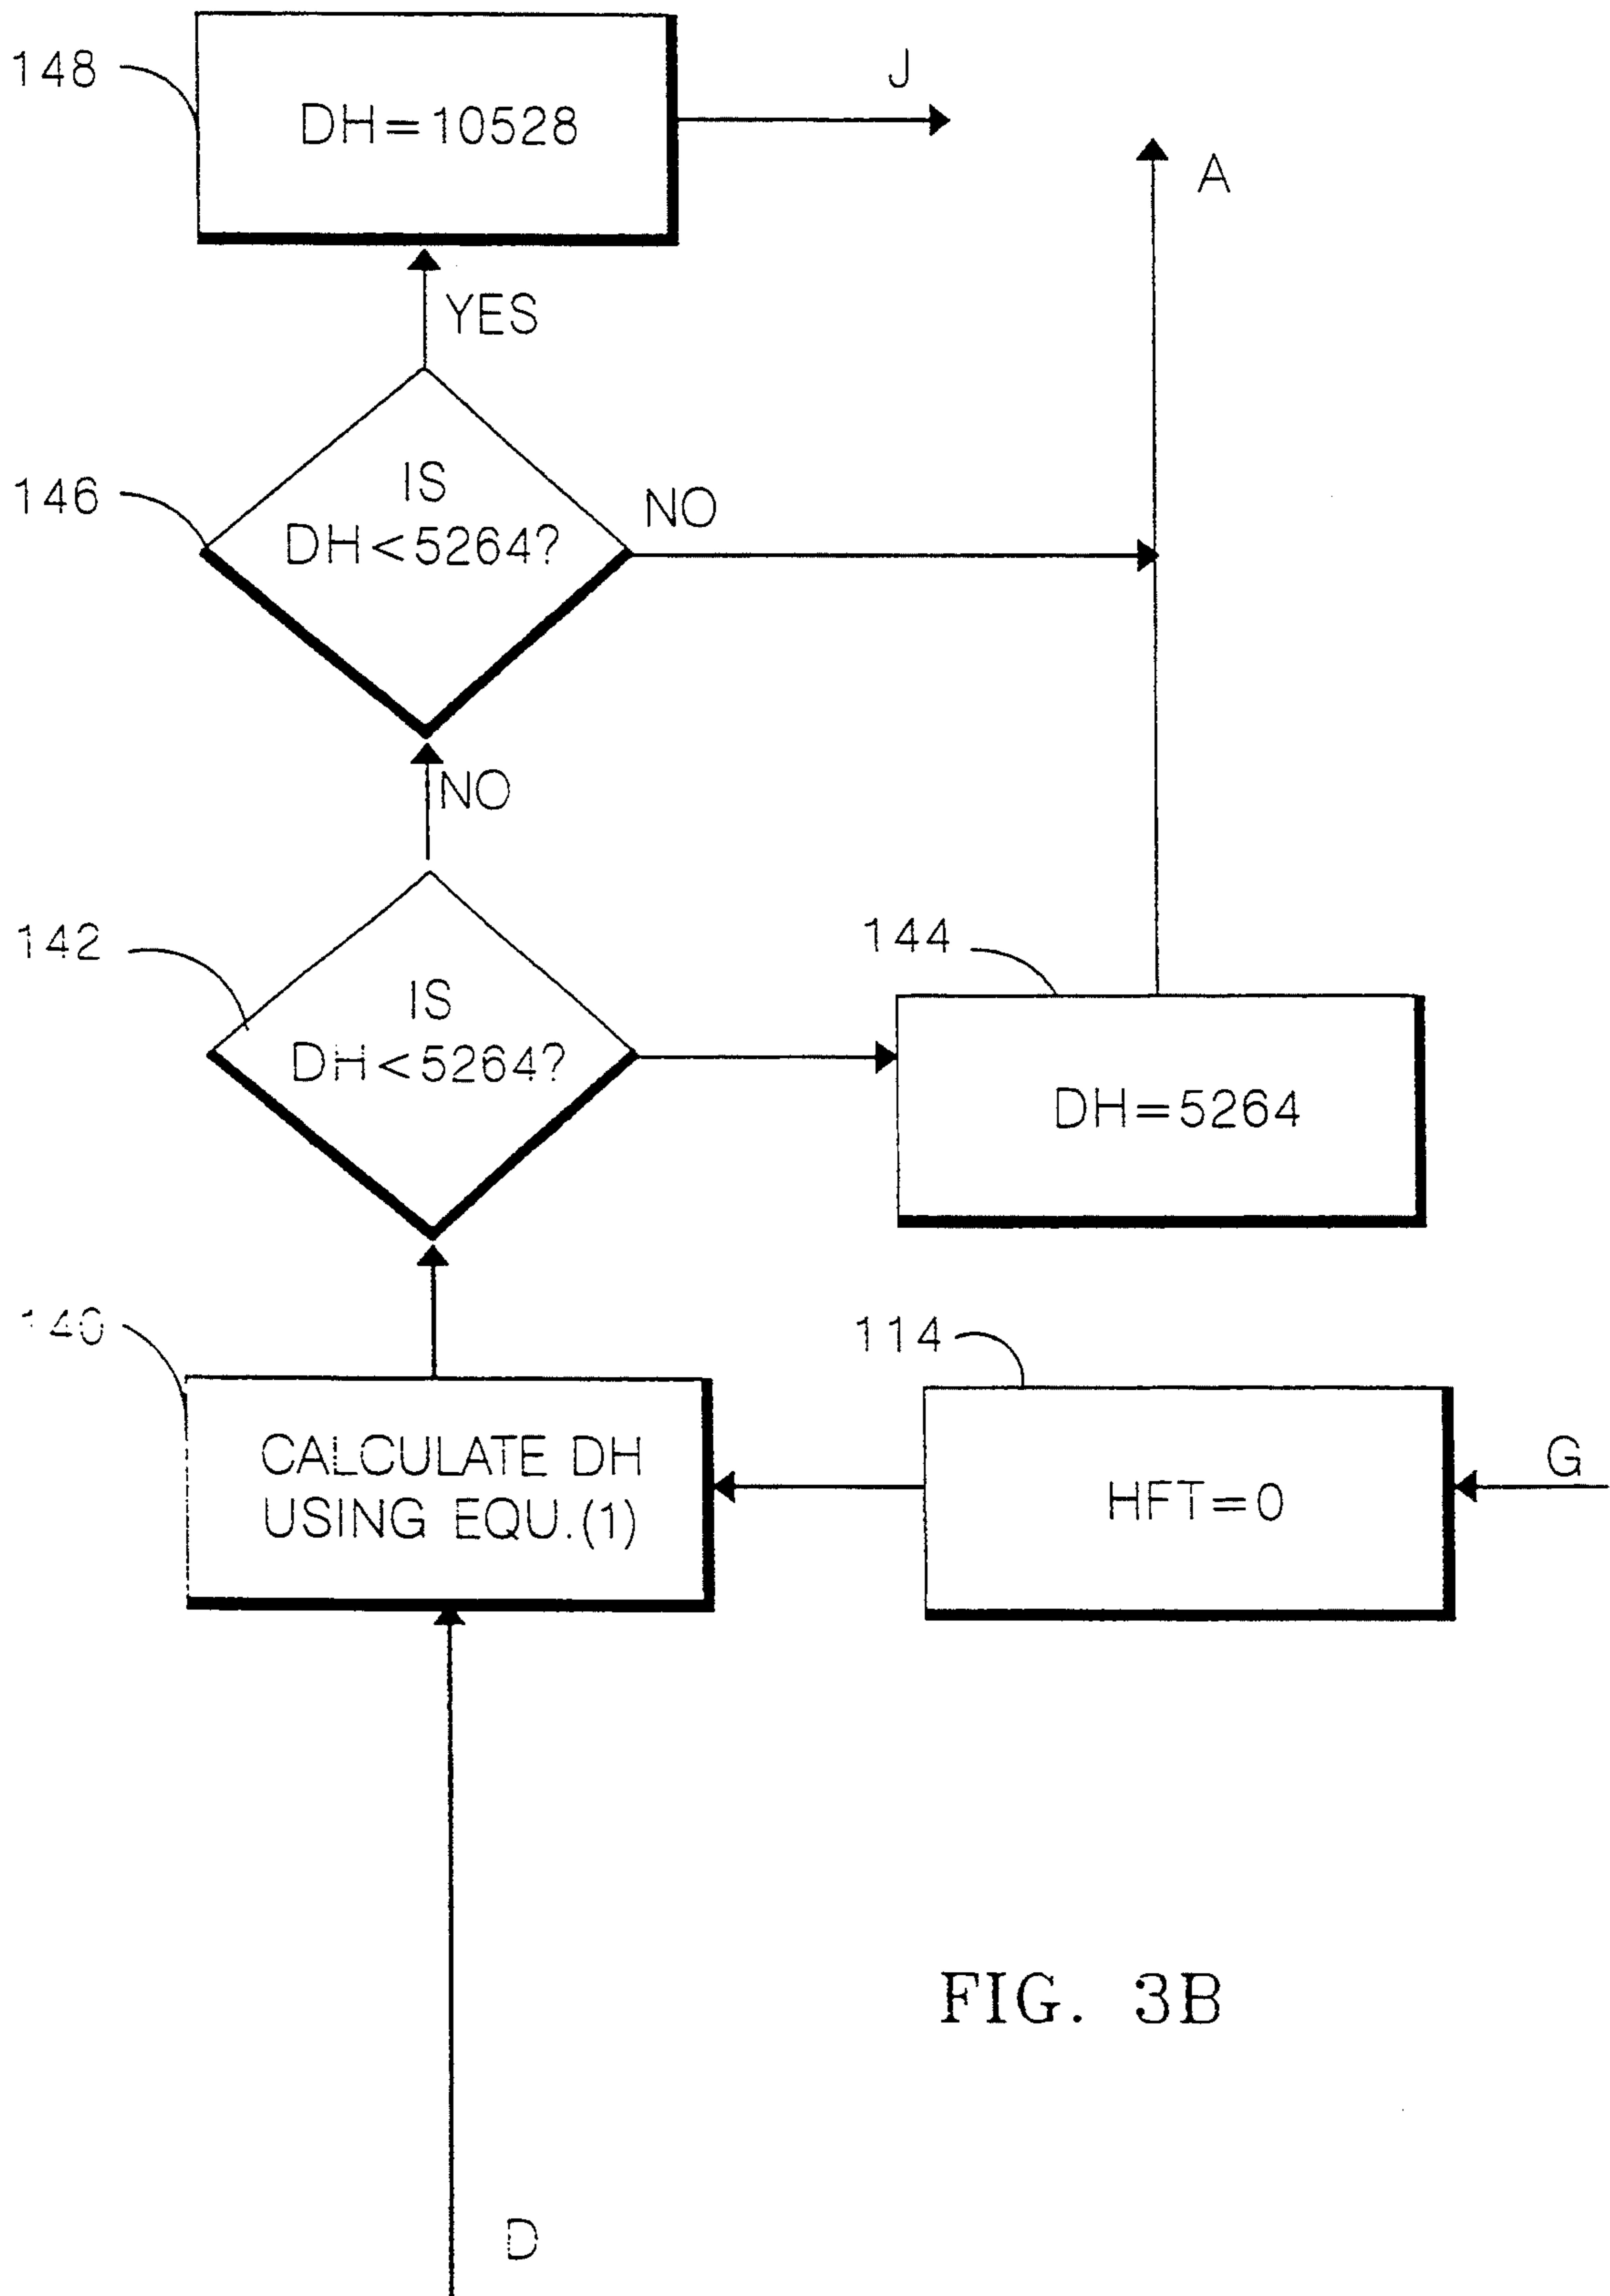 148
DH=10528
J
A
YES
146
IS
DH<5264?
NO
NO
142
IS
DH<5264?
144
DH=5264
140
CALCULATE DH
USING EQU.(1)
114
HFT=0
G
FIG. 3B
D